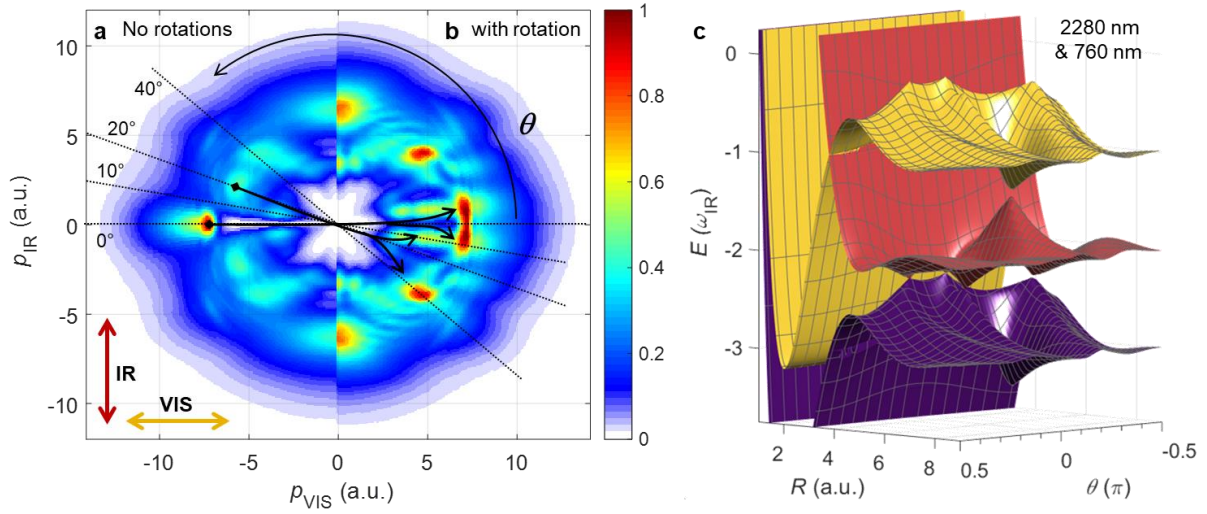 a No rotations
b with rotation
40°
20°
10°
0°
θ
IR
VIS
10
5
0
-5
-10
p_IR (a.u.)
-10
-5
0
5
10
p_VIS (a.u.)
1
0.8
0.6
0.4
0.2
0
c
2280 nm
& 760 nm
0
-1
-2
-3
E (ω_IR)
2
4
6
8
R (a.u.)
0.5
0
-0.5
θ (π)